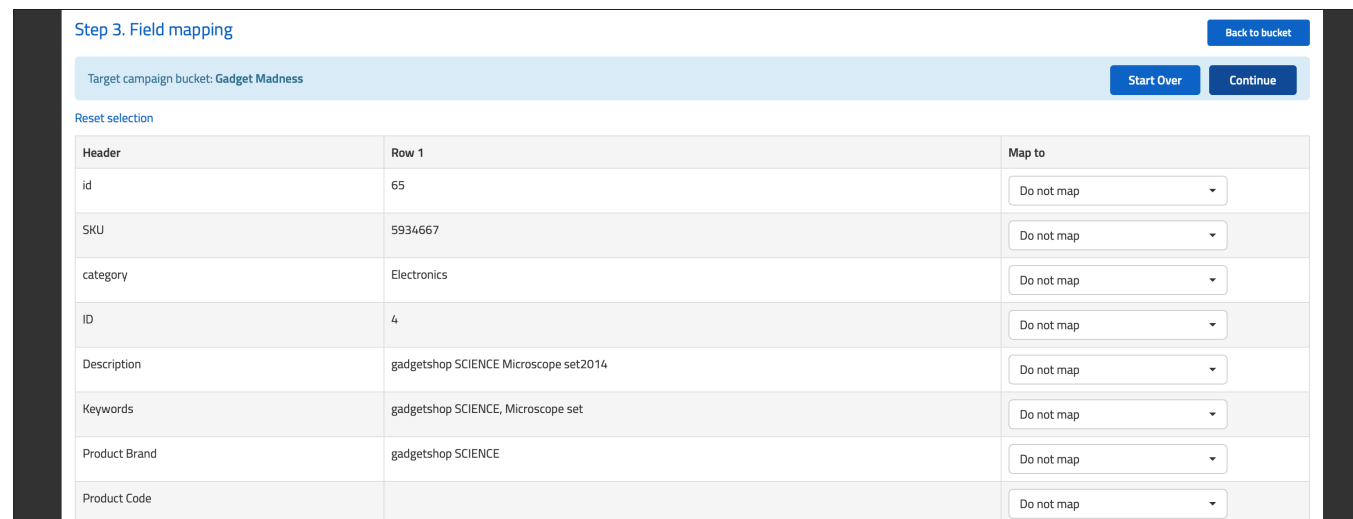 Step 3. Field mapping
Back to bucket
Target campaign bucket: Gadget Madness
Start Over
Continue
Reset selection
Header Row 1 Map to
id 65 Do not map
SKU 5934667 Do not map
category Electronics Do not map
ID 4 Do not map
Description gadgetshop SCIENCE Microscope set2014 Do not map
Keywords gadgetshop SCIENCE, Microscope set Do not map
Product Brand gadgetshop SCIENCE Do not map
Product Code Do not map